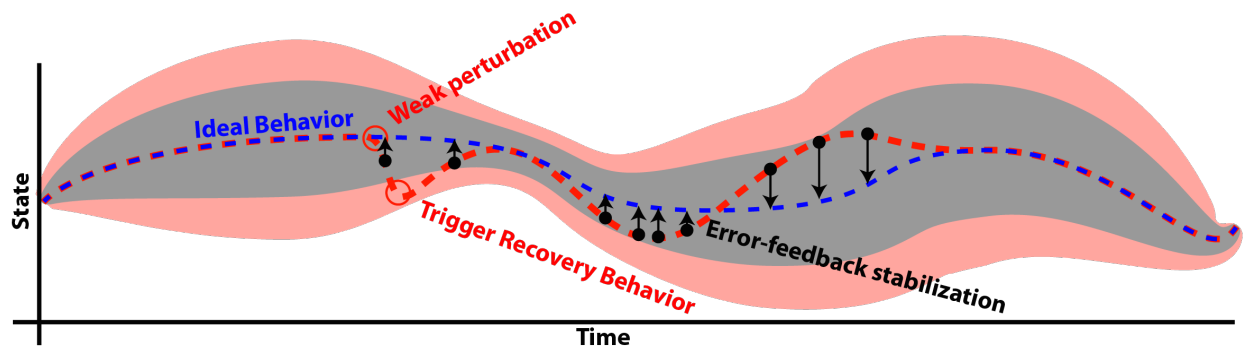 Weak perturbation
Ideal Behavior
State
Trigger Recovery Behavior
Error-feedback stabilization
Time